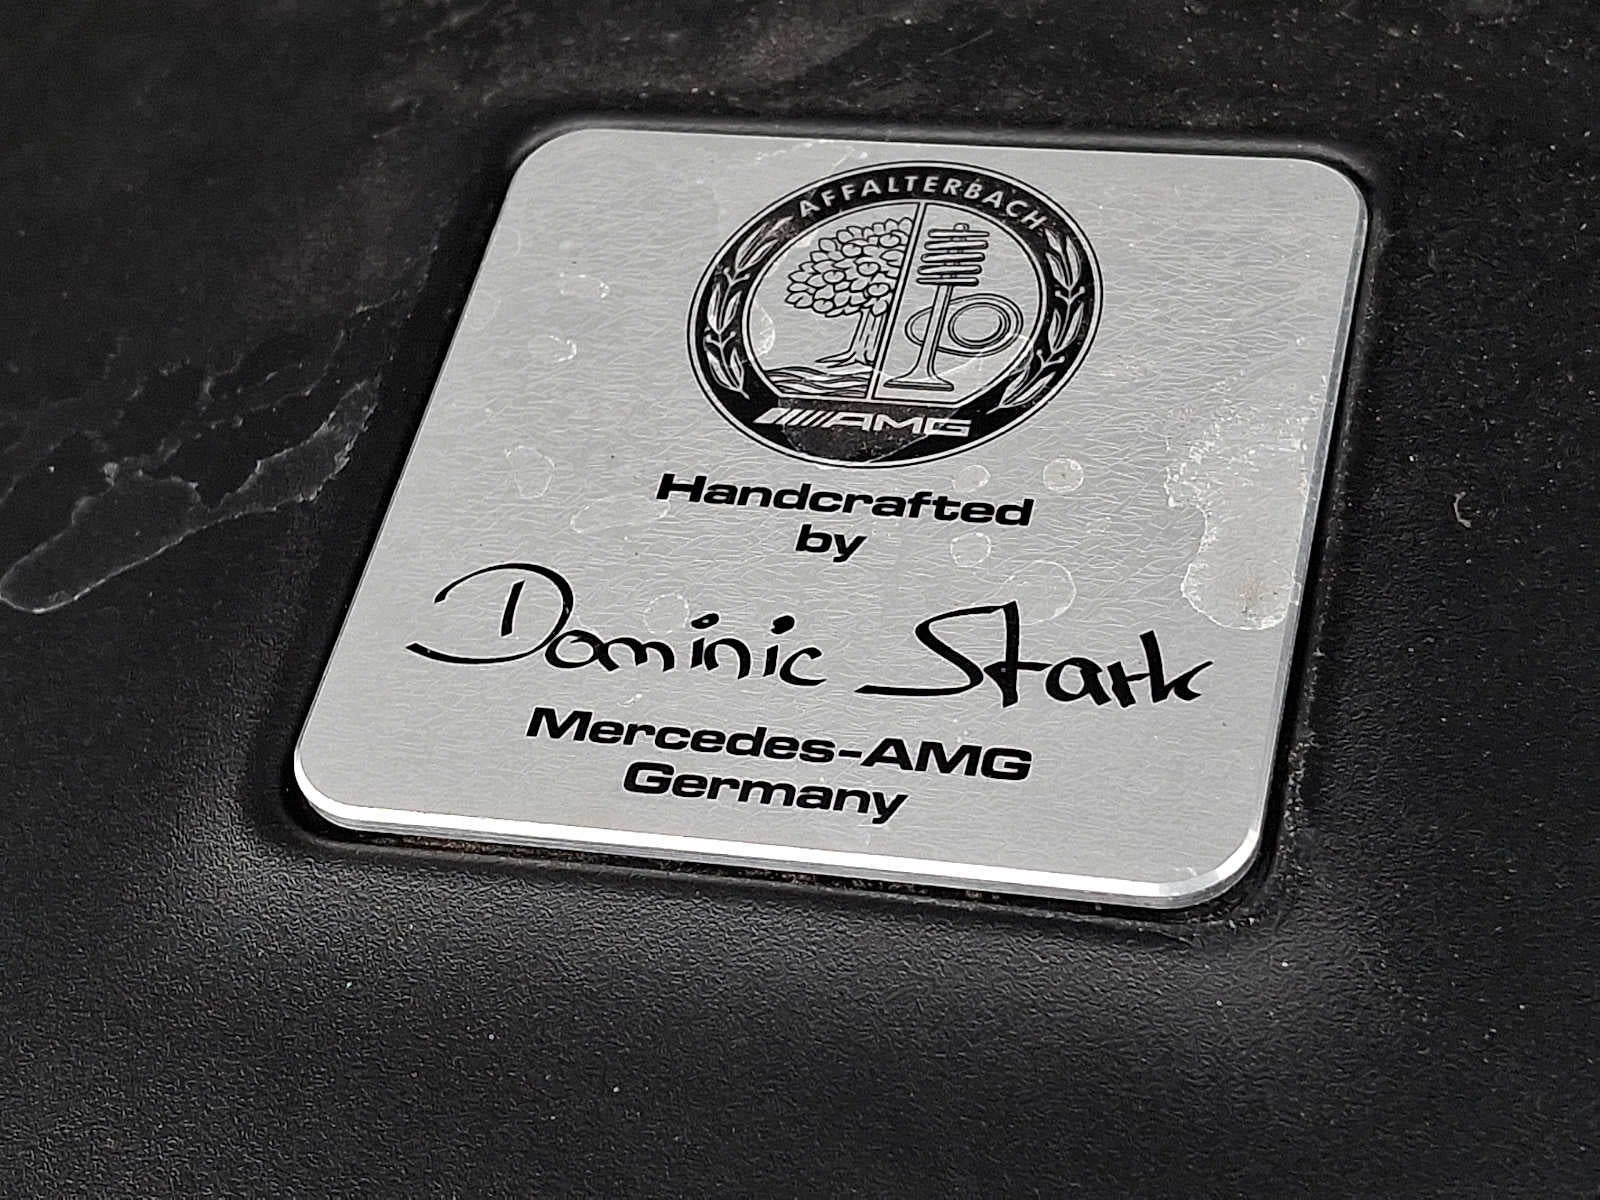 AFFALTERBACH
AMG
Handcrafted
by
Dominic Stark
Mercedes-AMG
Germany